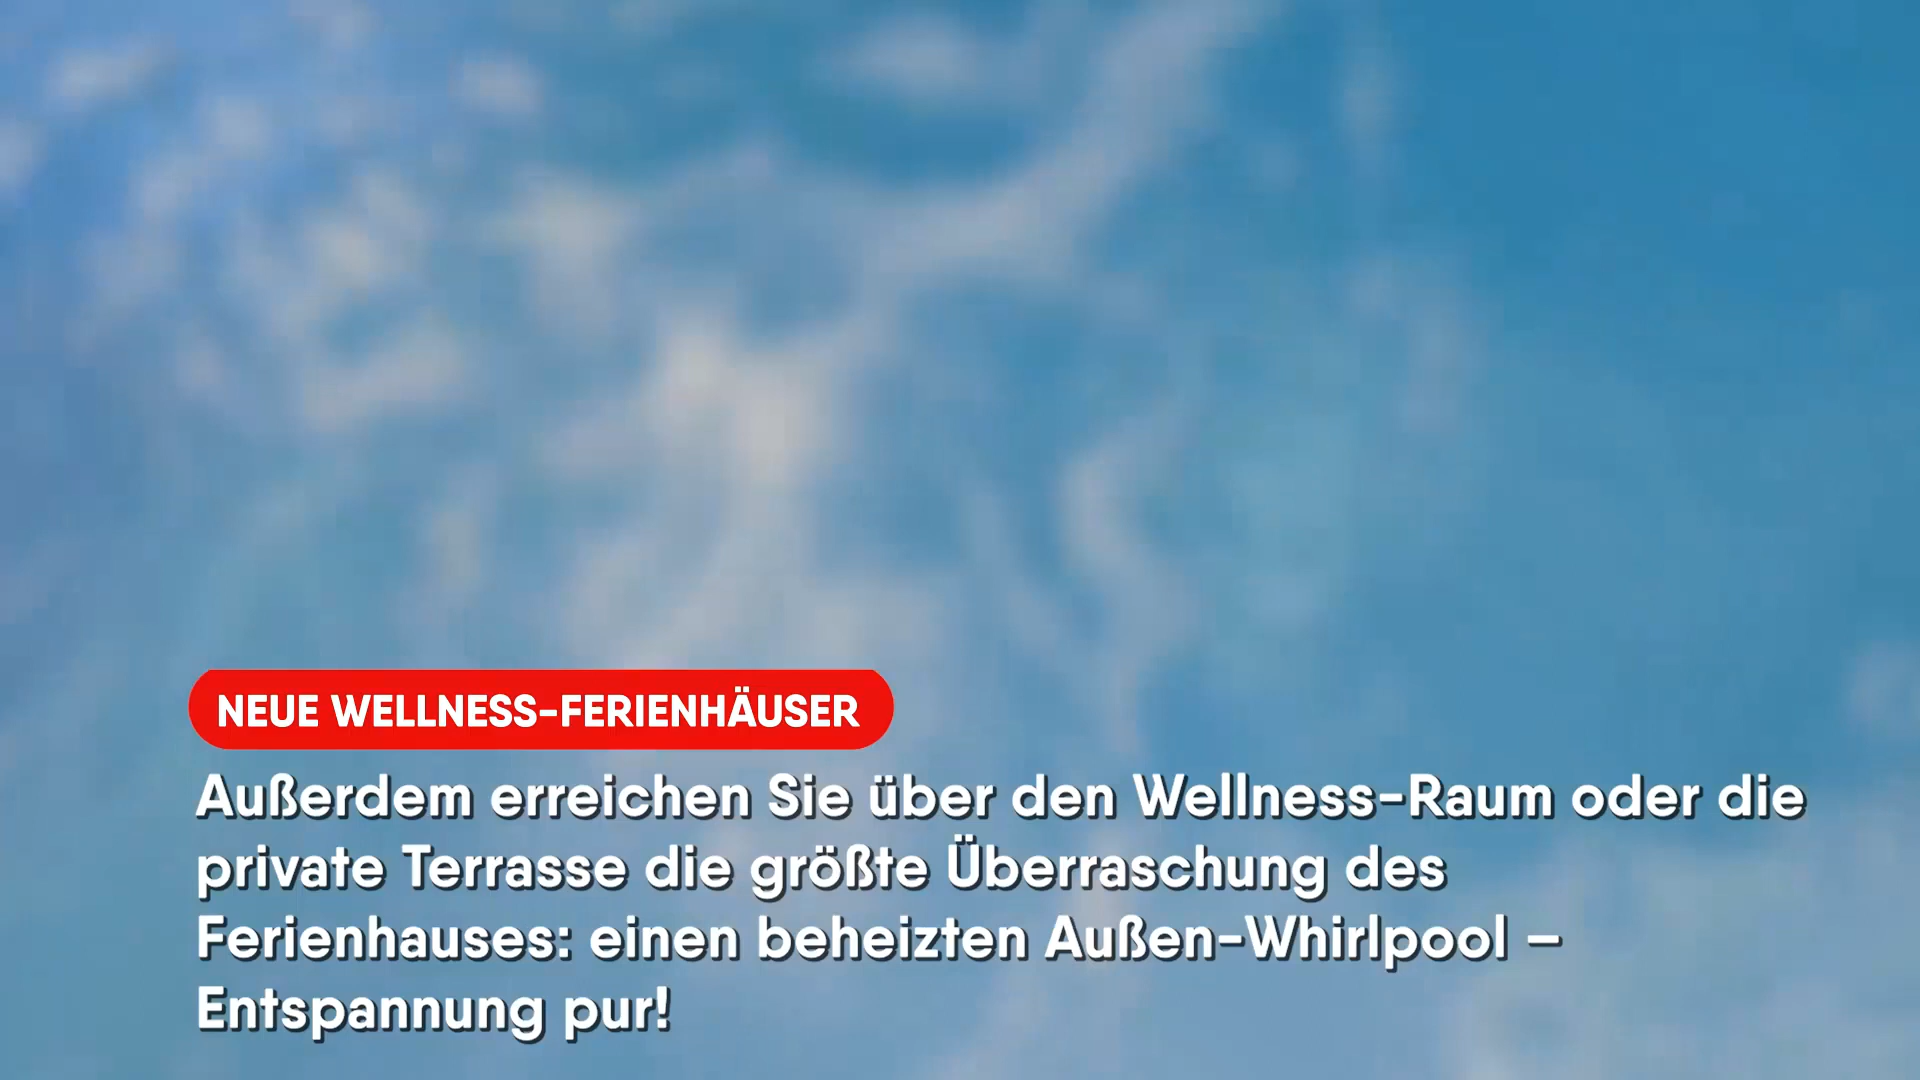 NEUE WELLNESS-FERIENHÄUSER
Außerdem erreichen Sie über den Wellness-Raum oder die
private Terrasse die größte Überraschung des
Ferienhauses: einen beheizten Außen-Whirlpool –
Entspannung pur!